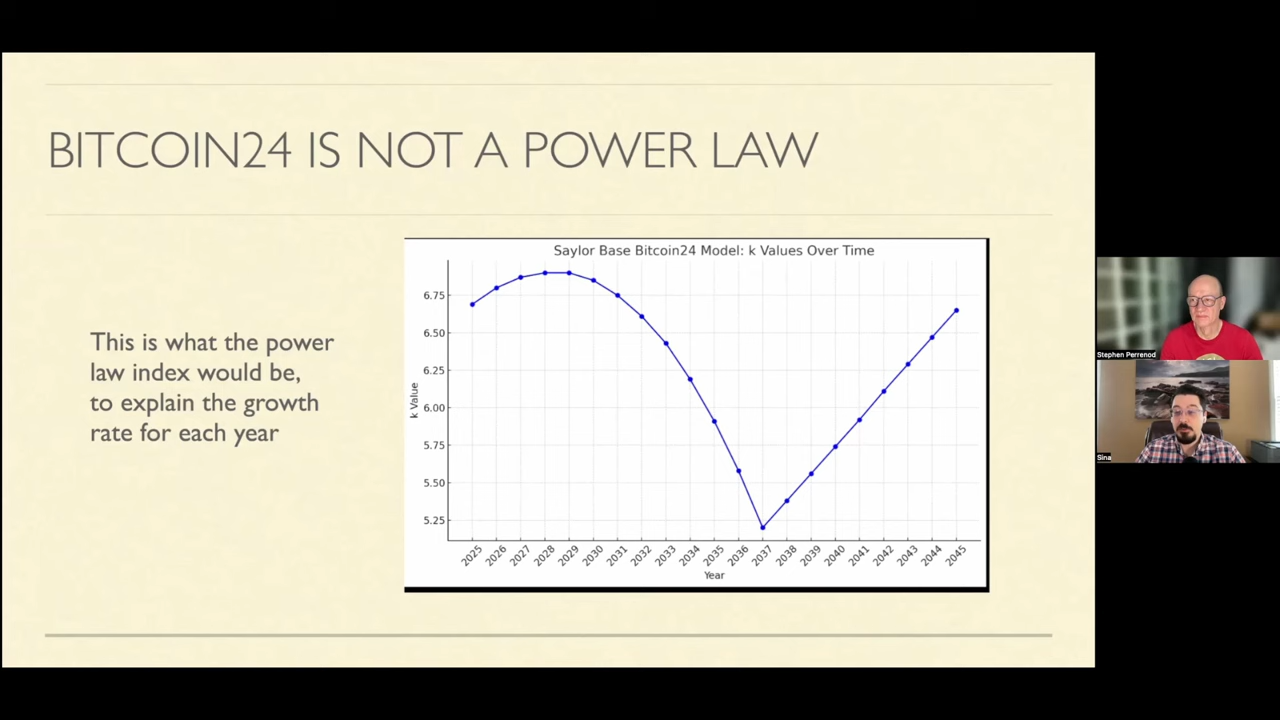 BITCOIN24 IS NOT A POWER LAW
This is what the power
law index would be,
to explain the growth
rate for each year
Saylor Base Bitcoin24 Model: k Values Over Time
k Value
6.75
6.50
6.25
6.00
5.75
5.50
5.25
2025 2026 2027 2028 2029 2030 2031 2032 2033 2034 2035 2036 2037 2038 2039 2040 2041 2042 2043 2044 2045
Year
Stephen Perrenod
Sina